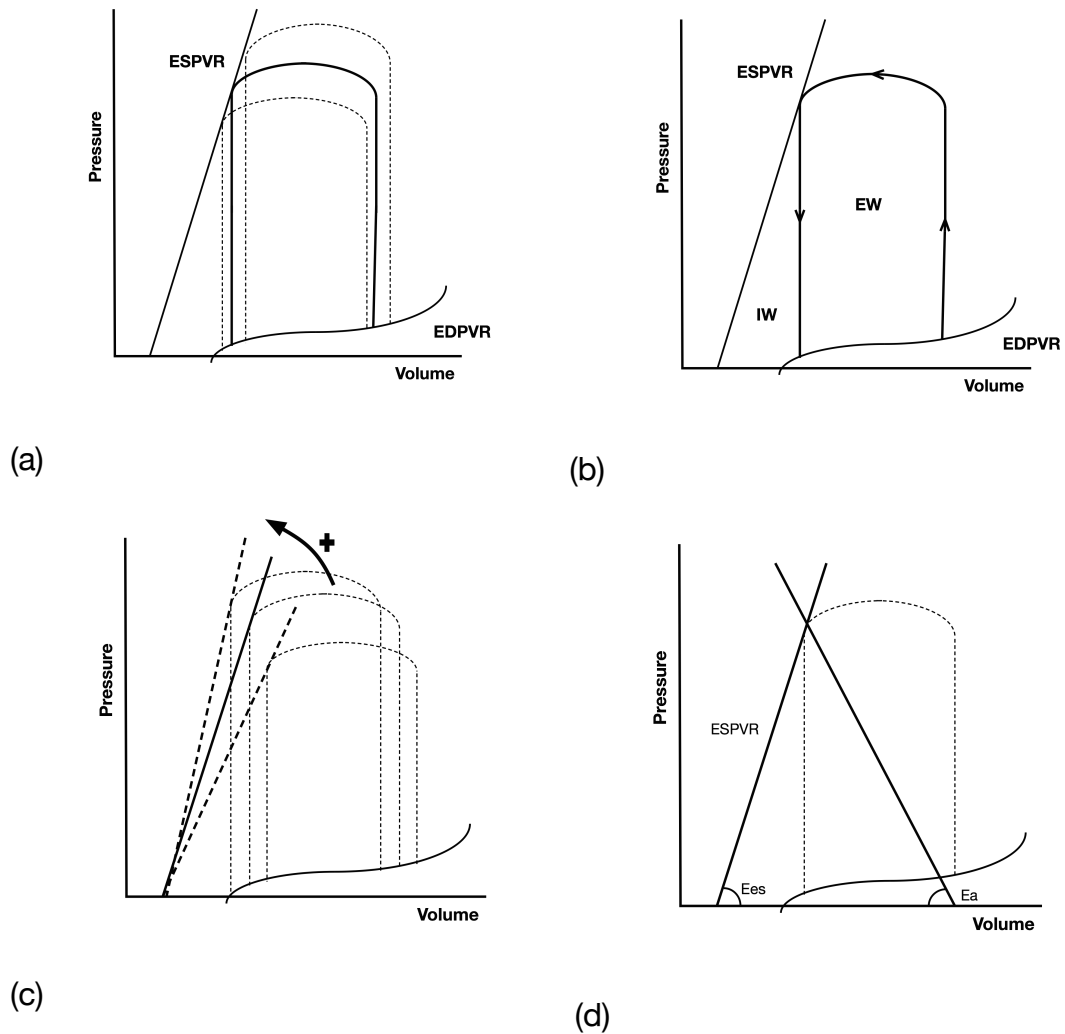 ESPVR
Pressure
EDPVR
Volume
(a)
ESPVR
Pressure
EW
IW
EDPVR
Volume
(b)
+
Pressure
Volume
(c)
Pressure
ESPVR
Ees
Ea
Volume
(d)